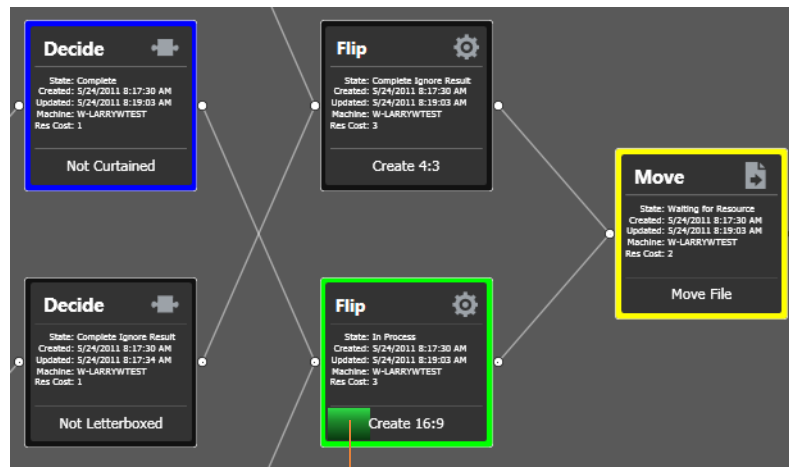 Decide
State: Complete
Created: 5/24/2011 8:17:30 AM
Updated: 5/24/2011 8:19:03 AM
Machine: W-LARRYWTEST
Res Cost: 1
Not Curtained
Flip
State: Complete Ignore Result
Created: 5/24/2011 8:17:30 AM
Updated: 5/24/2011 8:19:03 AM
Machine: W-LARRYWTEST
Res Cost: 3
Create 4:3
Move
State: Waiting for Resource
Created: 5/24/2011 8:17:30 AM
Updated: 5/24/2011 8:19:03 AM
Machine: W-LARRYWTEST
Res Cost: 2
Move File
Decide
State: Complete Ignore Result
Created: 5/24/2011 8:17:30 AM
Updated: 5/24/2011 8:17:34 AM
Machine: W-LARRYWTEST
Res Cost: 1
Not Letterboxed
Flip
State: In Process
Created: 5/24/2011 8:17:30 AM
Updated: 5/24/2011 8:19:03 AM
Machine: W-LARRYWTEST
Res Cost: 3
Create 16:9